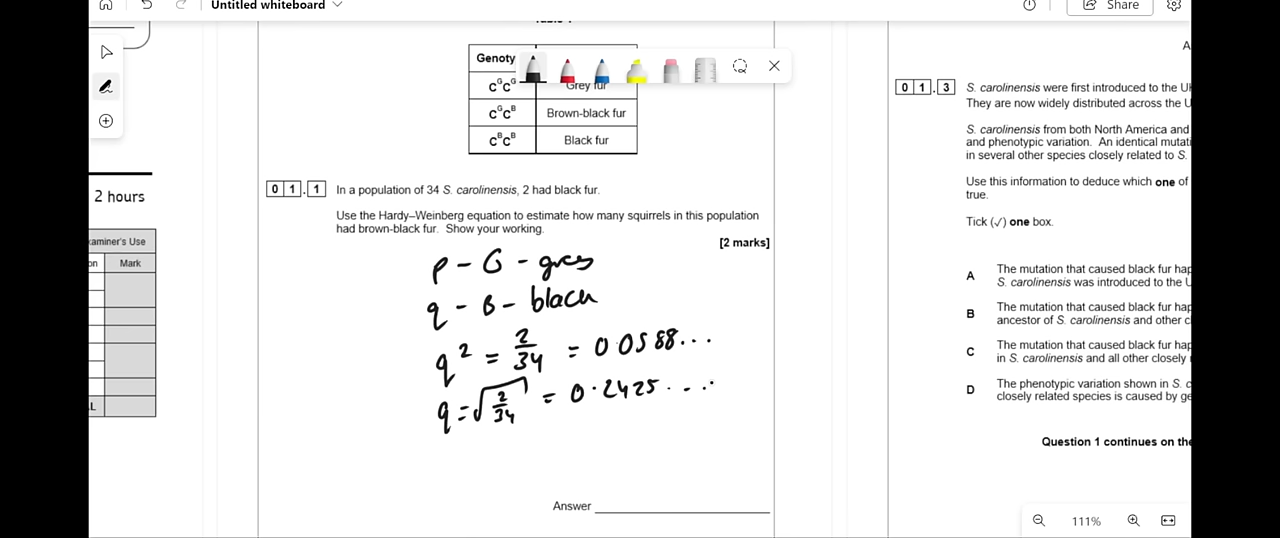 Untitled whiteboard
Share
Genoty
CᴳCᴳ Grey fur
CᴳCᴮ Brown-black fur
CᴮCᴮ Black fur
2 hours
xaminer's Use
on Mark
L
0 1 . 1 In a population of 34 S. carolinensis, 2 had black fur.
Use the Hardy–Weinberg equation to estimate how many squirrels in this population
had brown-black fur. Show your working.
[2 marks]
p - G - grey
q - B - black
q² = 2/34 = 0.0588...
q = √2/34 = 0.2425....
Answer
A
0 1 . 3 S. carolinensis were first introduced to the U
They are now widely distributed across the U
S. carolinensis from both North America and
and phenotypic variation. An identical mutati
in several other species closely related to S.
Use this information to deduce which one of
true.
Tick (✓) one box.
A The mutation that caused black fur hap
S. carolinensis was introduced to the U
B The mutation that caused black fur hap
ancestor of S. carolinensis and other c
C The mutation that caused black fur hap
in S. carolinensis and all other closely
D The phenotypic variation shown in S. c
closely related species is caused by ge
Question 1 continues on the
111%